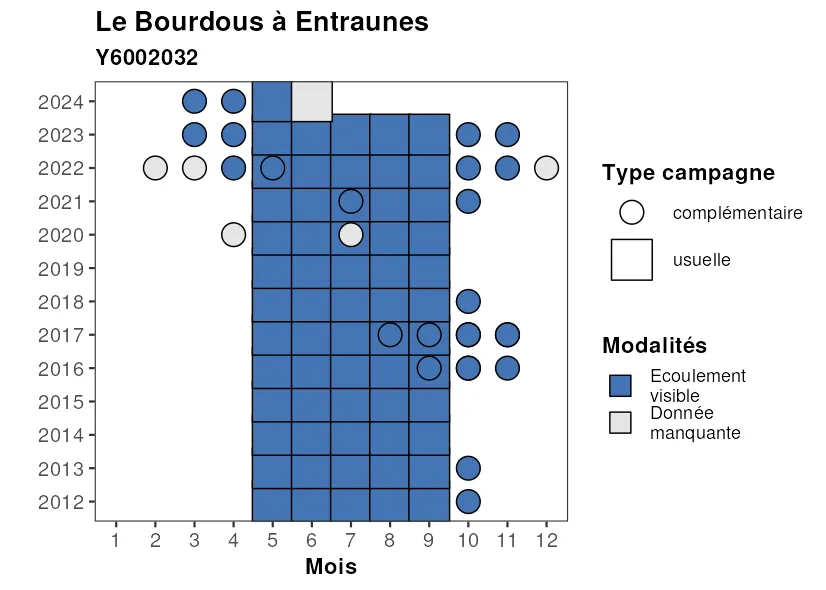 Le Bourdous à Entraunes
Y6002032
2024
2023
2022
2021
2020
2019
2018
2017
2016
2015
2014
2013
2012
1 2 3 4 5 6 7 8 9 10 11 12
Mois
Type campagne
complémentaire
usuelle
Modalités
Ecoulement
visible
Donnée
manquante